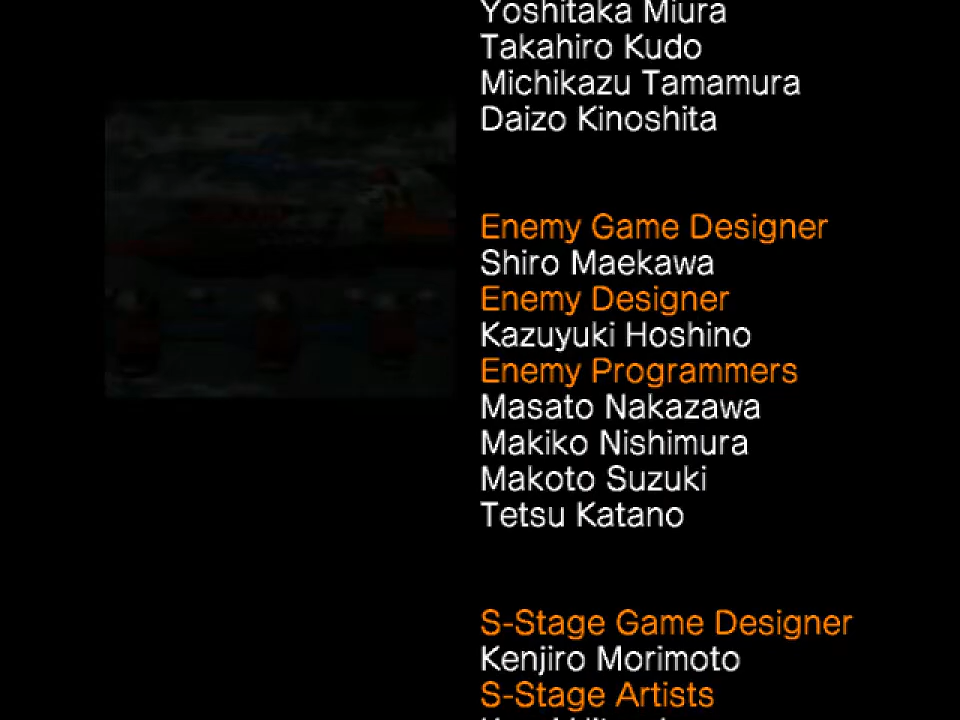 Yoshitaka Miura
Takahiro Kudo
Michikazu Tamamura
Daizo Kinoshita
Enemy Game Designer
Shiro Maekawa
Enemy Designer
Kazuyuki Hoshino
Enemy Programmers
Masato Nakazawa
Makiko Nishimura
Makoto Suzuki
Tetsu Katano
S-Stage Game Designer
Kenjiro Morimoto
S-Stage Artists